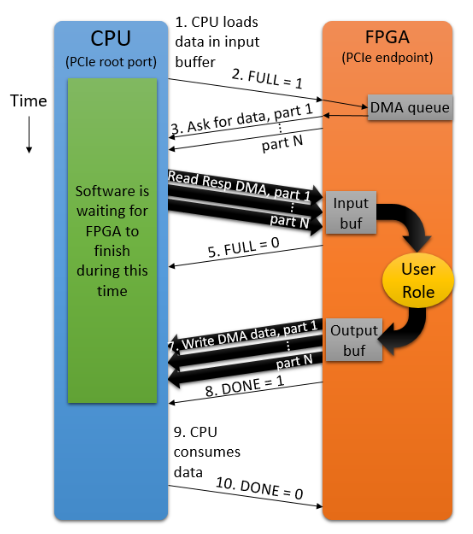 CPU
(PCIe root port)
1. CPU loads
data in input
buffer
FPGA
(PCIe endpoint)
2. FULL = 1
Time
DMA queue
3. Ask for data, part 1
⋮
part N
Read Resp DMA, part 1
⋮
part N
Software is
waiting for
FPGA to
finish
during this
time
Input
buf
5. FULL = 0
User
Role
7. Write DMA data, part 1
⋮
part N
Output
buf
8. DONE = 1
9. CPU
consumes
data
10. DONE = 0